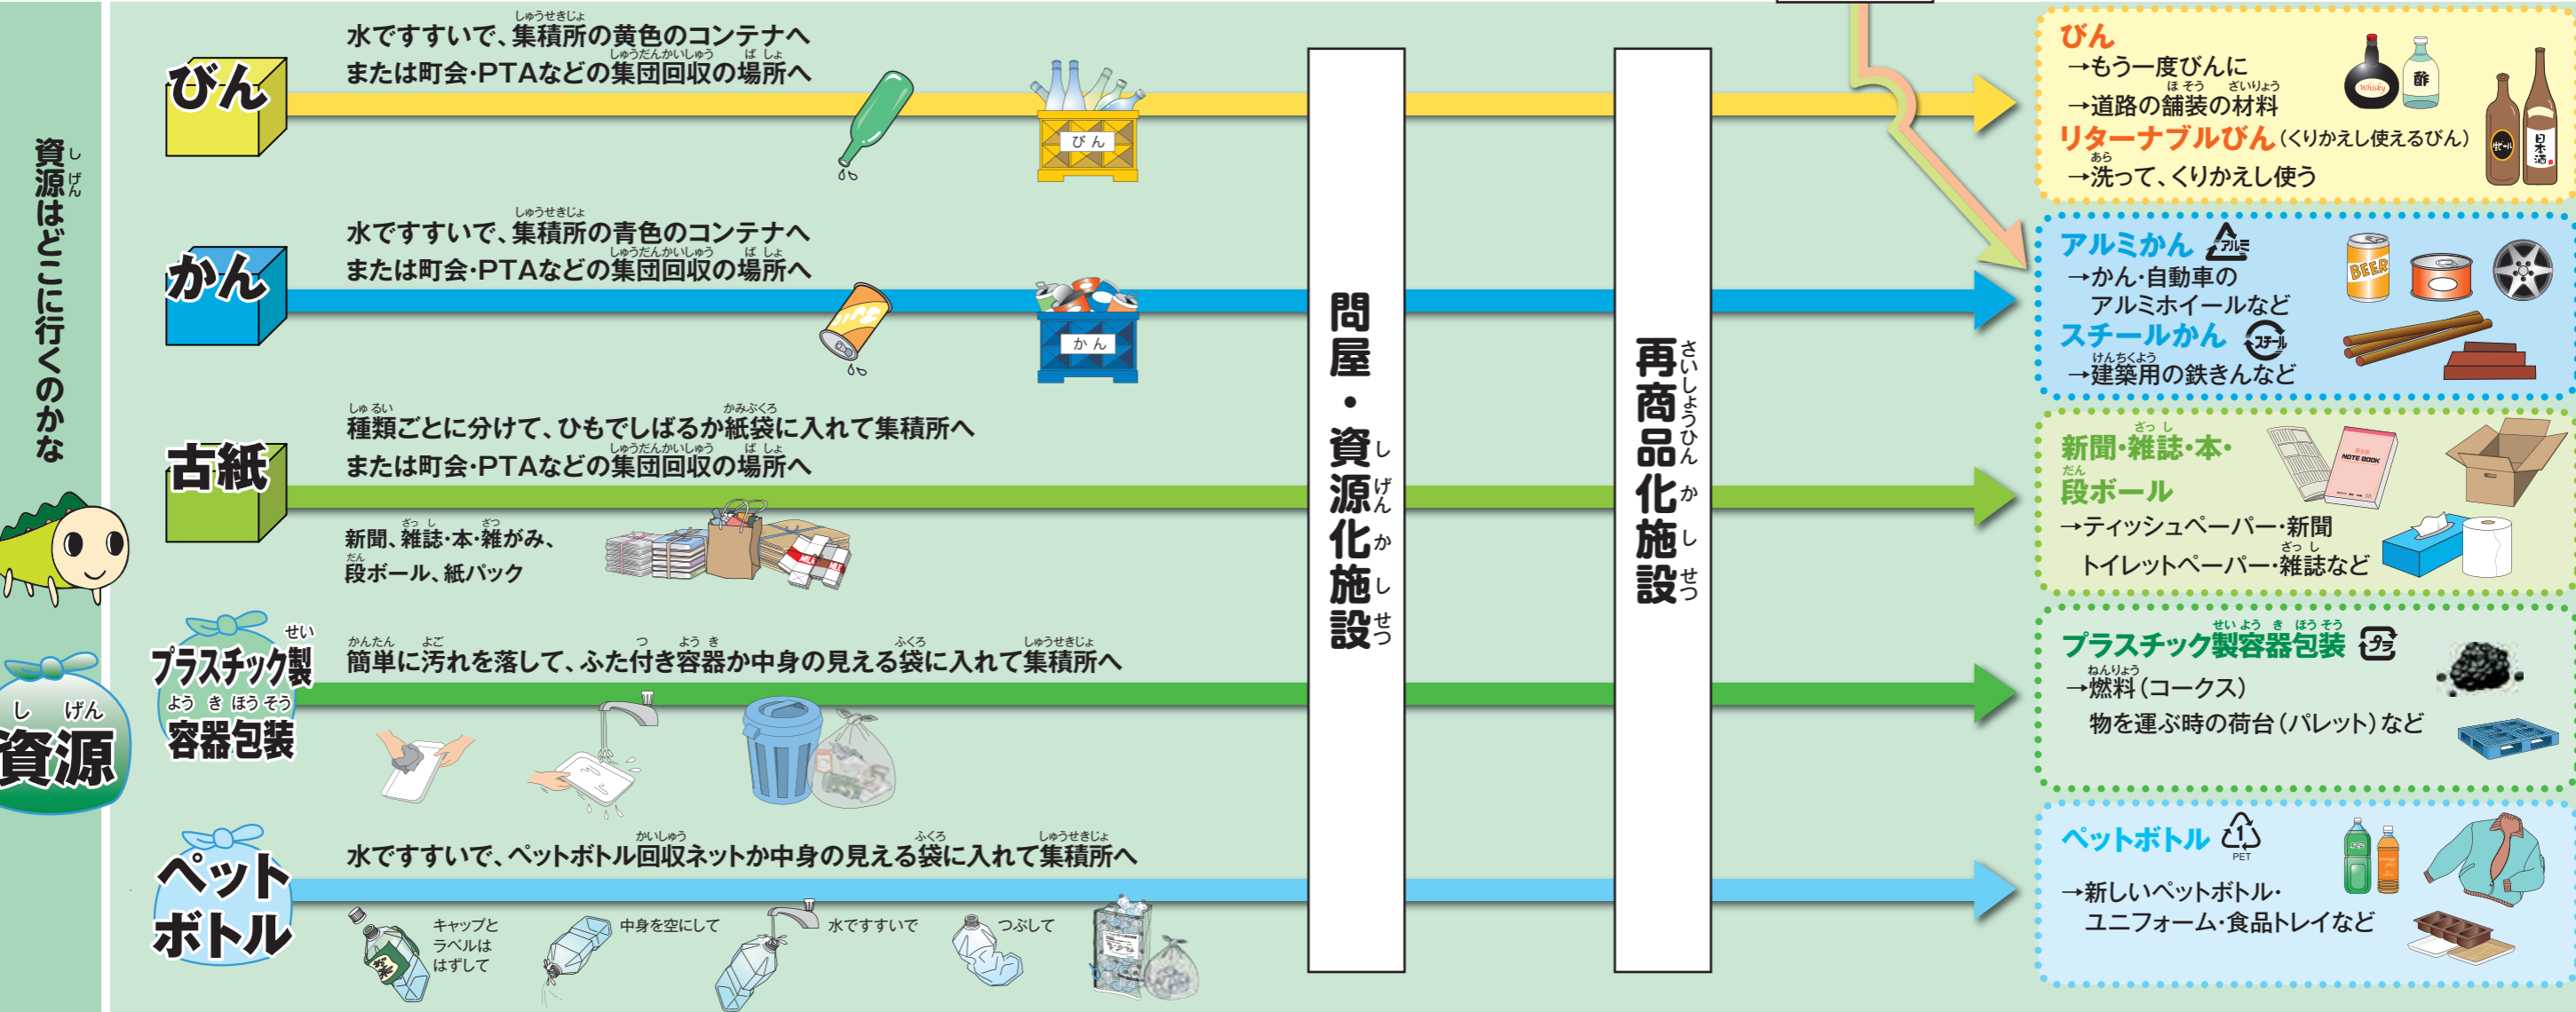 資源はどこに行くのかな
資源
びん
水ですすいで、集積所の黄色のコンテナへ
または町会・PTAなどの集団回収の場所へ
びん
かん
水ですすいで、集積所の青色のコンテナへ
または町会・PTAなどの集団回収の場所へ
かん
古紙
種類ごとに分けて、ひもでしばるか紙袋に入れて集積所へ
または町会・PTAなどの集団回収の場所へ
新聞、雑誌・本・雑がみ、
段ボール、紙パック
プラスチック製
容器包装
簡単に汚れを落して、ふた付き容器か中身の見える袋に入れて集積所へ
ペット
ボトル
水ですすいで、ペットボトル回収ネットか中身の見える袋に入れて集積所へ
キャップと
ラベルは
はずして
中身を空にして
水ですすいで
つぶして
問屋・資源化施設
再商品化施設
びん
→もう一度びんに
→道路の舗装の材料
リターナブルびん(くりかえし使えるびん)
→洗って、くりかえし使う
Whisky
酢
生ビール
日本酒
アルミかん
アルミ
→かん・自動車の
アルミホイールなど
スチールかん
スチール
→建築用の鉄きんなど
BEER
新聞・雑誌・本・
段ボール
→ティッシュペーパー・新聞
トイレットペーパー・雑誌など
NOTE BOOK
プラスチック製容器包装
プラ
→燃料(コークス)
物を運ぶ時の荷台(パレット)など
ペットボトル
1
PET
→新しいペットボトル・
ユニフォーム・食品トレイなど